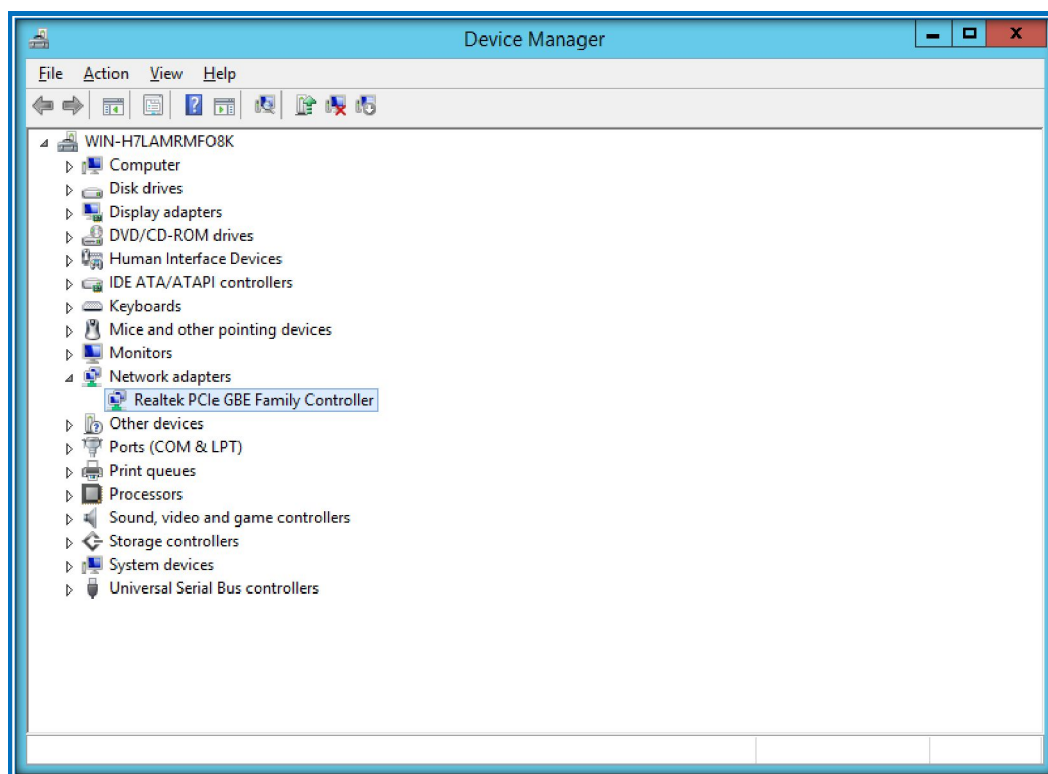 Device Manager
File Action View Help
WIN-H7LAMRMFO8K
Computer
Disk drives
Display adapters
DVD/CD-ROM drives
Human Interface Devices
IDE ATA/ATAPI controllers
Keyboards
Mice and other pointing devices
Monitors
Network adapters
Realtek PCIe GBE Family Controller
Other devices
Ports (COM & LPT)
Print queues
Processors
Sound, video and game controllers
Storage controllers
System devices
Universal Serial Bus controllers